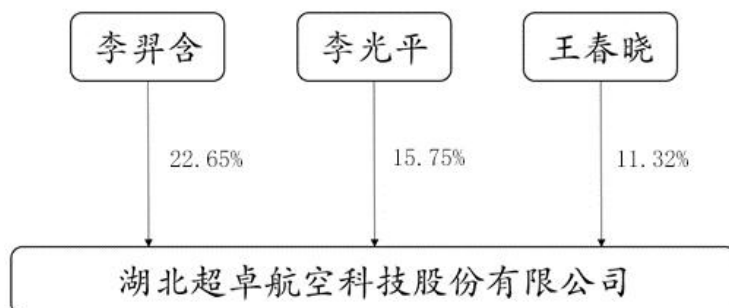 李羿含 李光平 王春晓
22.65% 15.75% 11.32%
湖北超卓航空科技股份有限公司